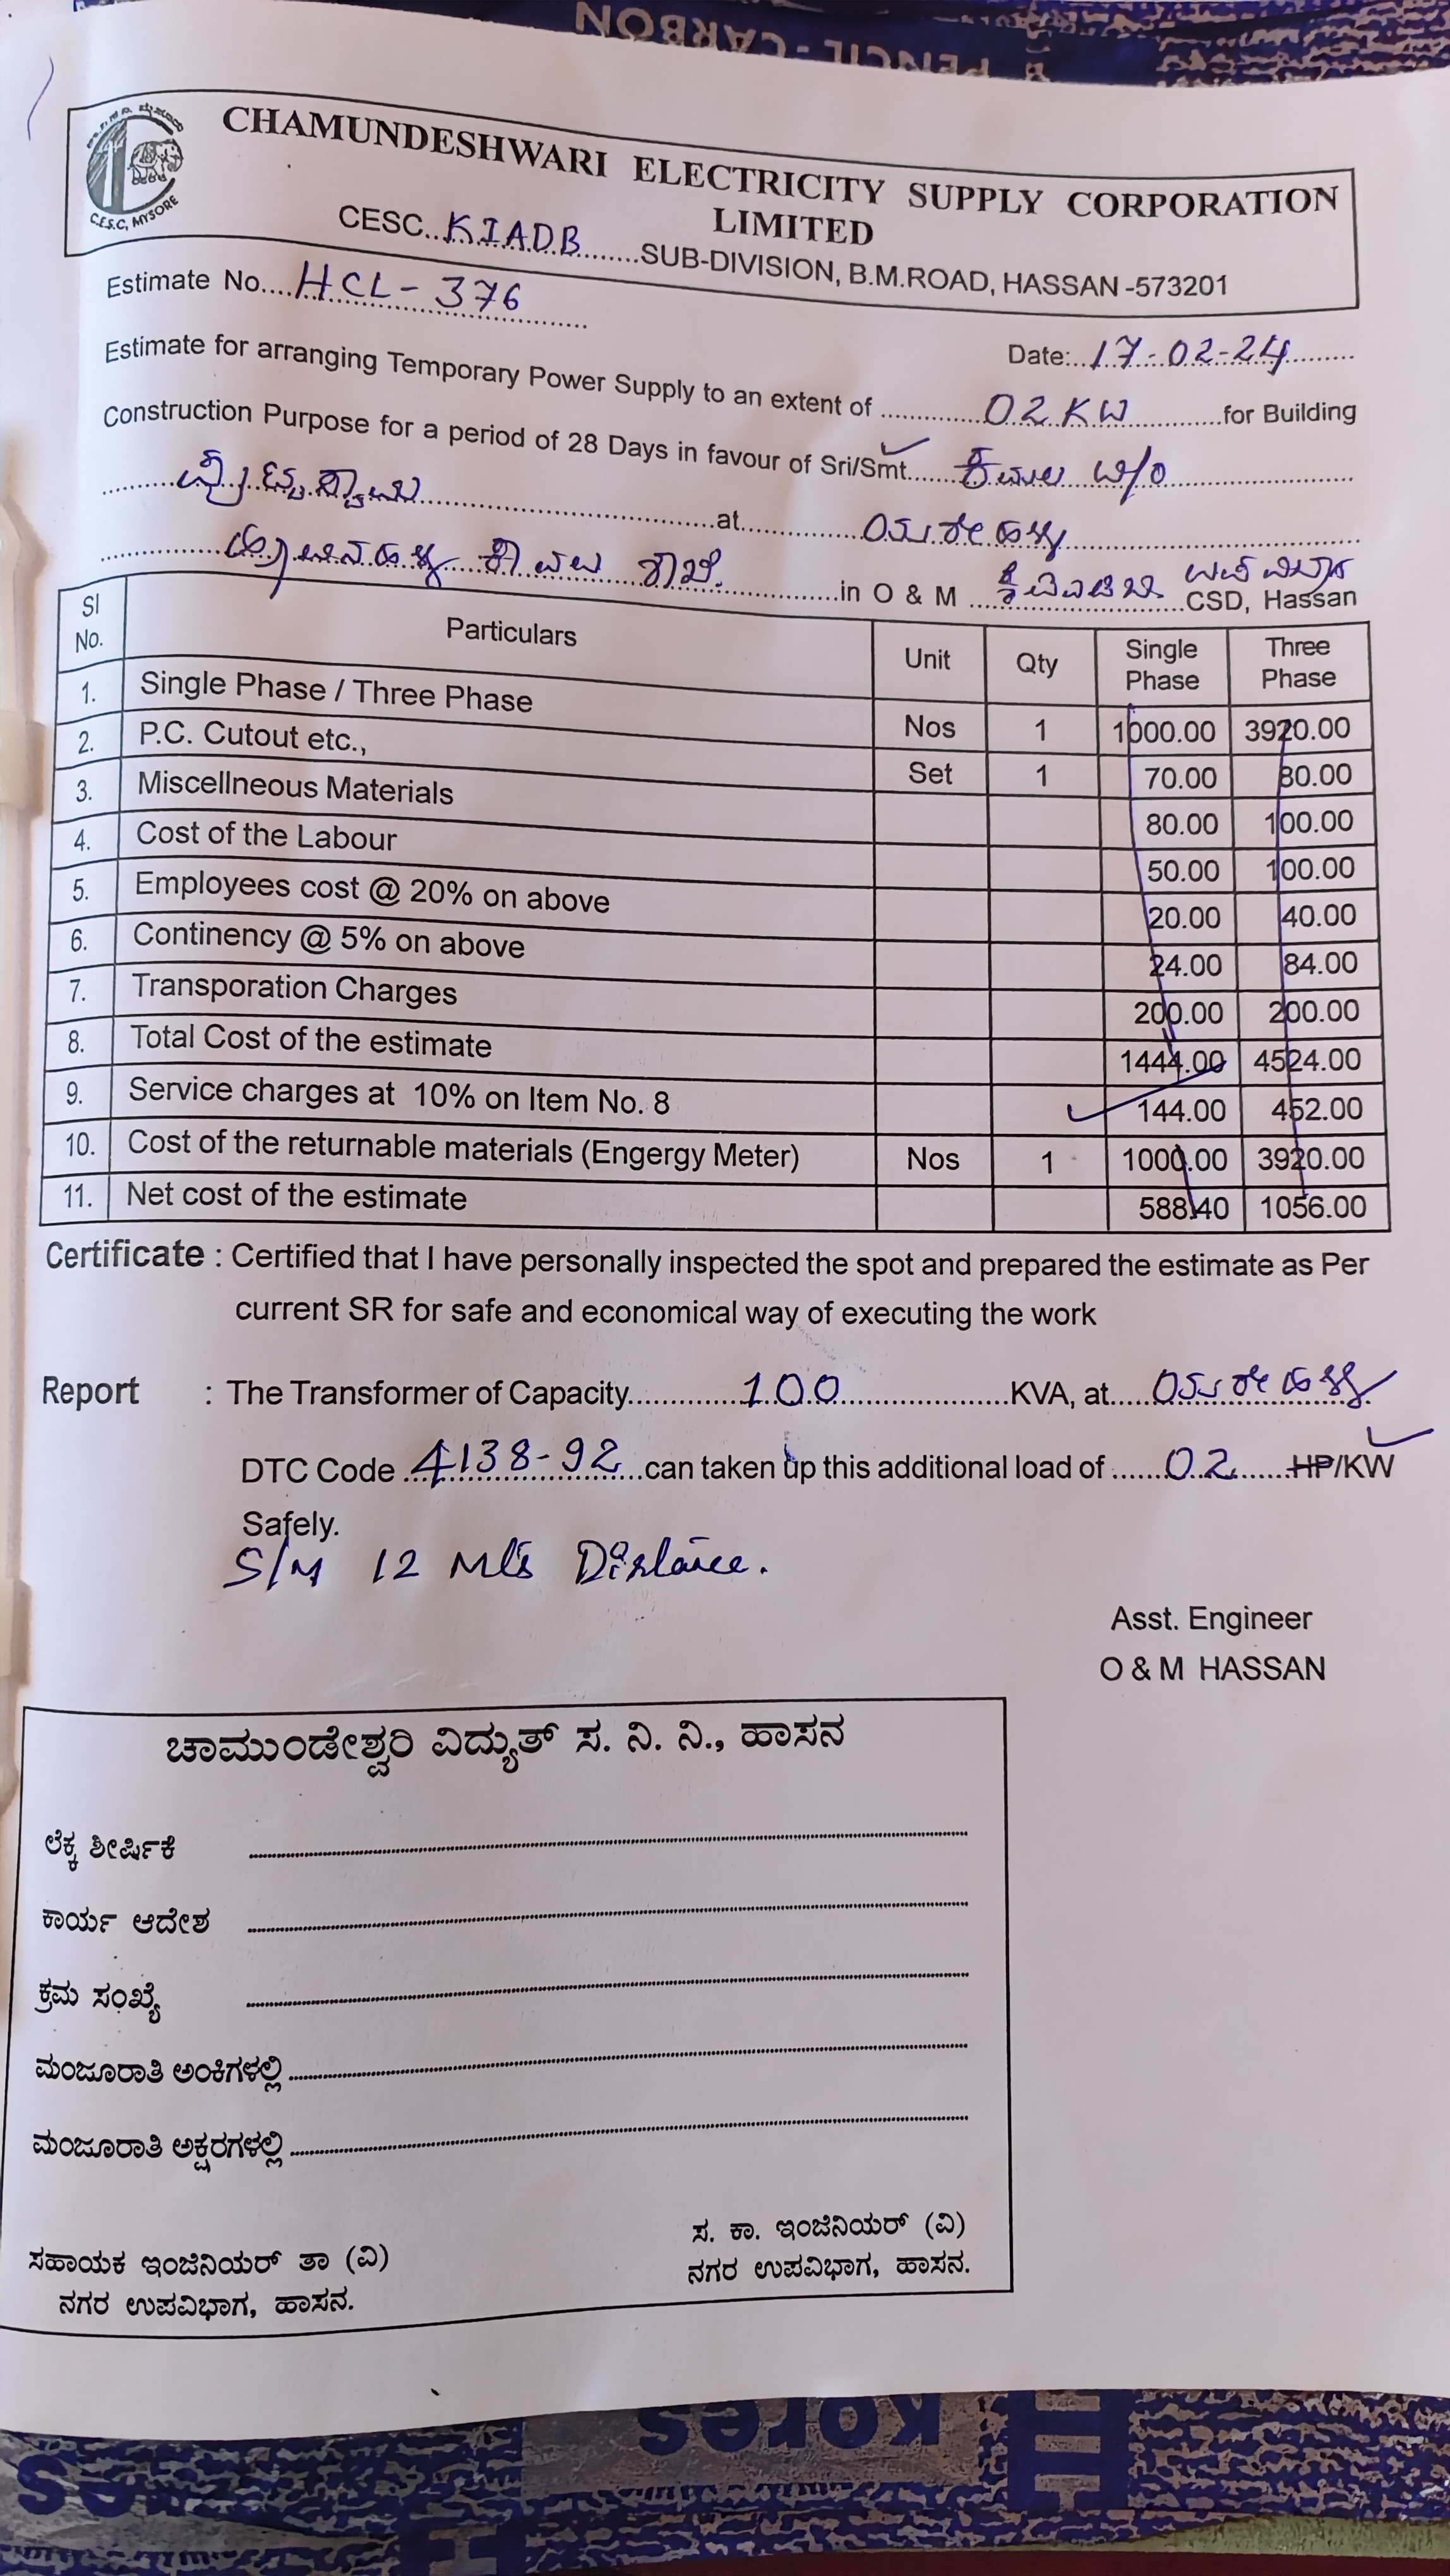 PENCIL-CARBON
C.E.S.C, MYSORE
CHAMUNDESHWARI ELECTRICITY SUPPLY CORPORATION
LIMITED
CESC..KIADB........SUB-DIVISION, B.M.ROAD, HASSAN -573201
Estimate No....HCL-376
Date:..17-02-24
Estimate for arranging Temporary Power Supply to an extent of ............02KW............for Building
Construction Purpose for a period of 28 Days in favour of Sri/Smt.....ಕಮಲ W/o
at
in O & M
CSD, Hassan
Sl No. Particulars Unit Qty Single Phase Three Phase
1. Single Phase / Three Phase Nos 1 1000.00 3920.00
2. P.C. Cutout etc., Set 1 70.00 80.00
3. Miscellneous Materials 80.00 100.00
4. Cost of the Labour 50.00 100.00
5. Employees cost @ 20% on above 20.00 40.00
6. Continency @ 5% on above 24.00 84.00
7. Transporation Charges 200.00 200.00
8. Total Cost of the estimate 1444.00 4524.00
9. Service charges at 10% on Item No. 8 144.00 452.00
10. Cost of the returnable materials (Engergy Meter) Nos 1 1000.00 3920.00
11. Net cost of the estimate 588.40 1056.00
Certificate : Certified that I have personally inspected the spot and prepared the estimate as Per
current SR for safe and economical way of executing the work
Report : The Transformer of Capacity............100................KVA, at
DTC Code 4138-92 can taken up this additional load of ......02......HP/KW
Safely.
S/M 12 Mts Distance.
Asst. Engineer
O & M HASSAN
ಚಾಮುಂಡೇಶ್ವರಿ ವಿದ್ಯುತ್ ಸ. ನಿ. ನಿ., ಹಾಸನ
ಲೆಕ್ಕ ಶೀರ್ಷಿಕೆ
ಕಾರ್ಯ ಆದೇಶ
ಕ್ರಮ ಸಂಖ್ಯೆ
ಮಂಜೂರಾತಿ ಅಂಕಿಗಳಲ್ಲಿ
ಮಂಜೂರಾತಿ ಅಕ್ಷರಗಳಲ್ಲಿ
ಸಹಾಯಕ ಇಂಜಿನಿಯರ್ ತಾ (ವಿ)
ನಗರ ಉಪವಿಭಾಗ, ಹಾಸನ.
ಸ. ಕಾ. ಇಂಜಿನಿಯರ್ (ವಿ)
ನಗರ ಉಪವಿಭಾಗ, ಹಾಸನ.
Kores